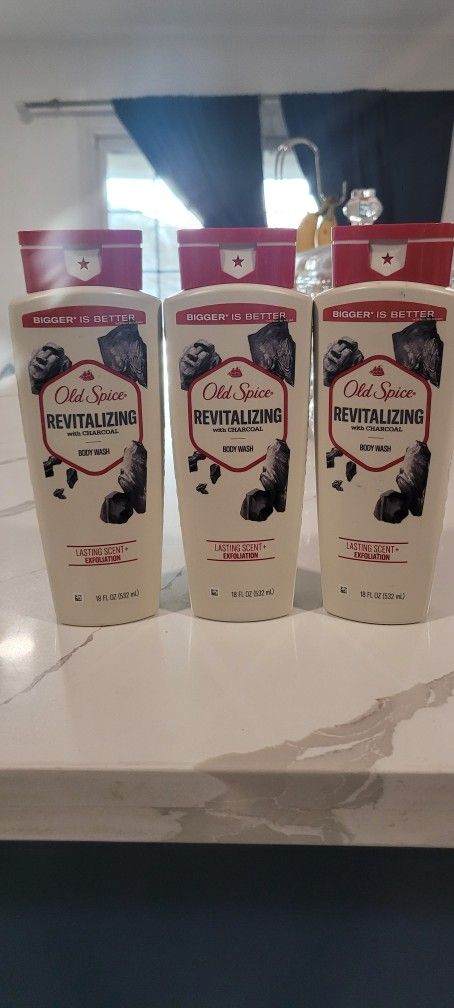 BIGGER* IS BETTER
Old Spice
REVITALIZING
with CHARCOAL
BODY WASH
LASTING SCENT+
EXFOLIATION
18 FL OZ (532 mL)
BIGGER* IS BETTER
Old Spice
REVITALIZING
with CHARCOAL
BODY WASH
LASTING SCENT+
EXFOLIATION
18 FL OZ (532 mL)
BIGGER* IS BETTER
Old Spice
REVITALIZING
with CHARCOAL
BODY WASH
LASTING SCENT+
EXFOLIATION
18 FL OZ (532 mL)